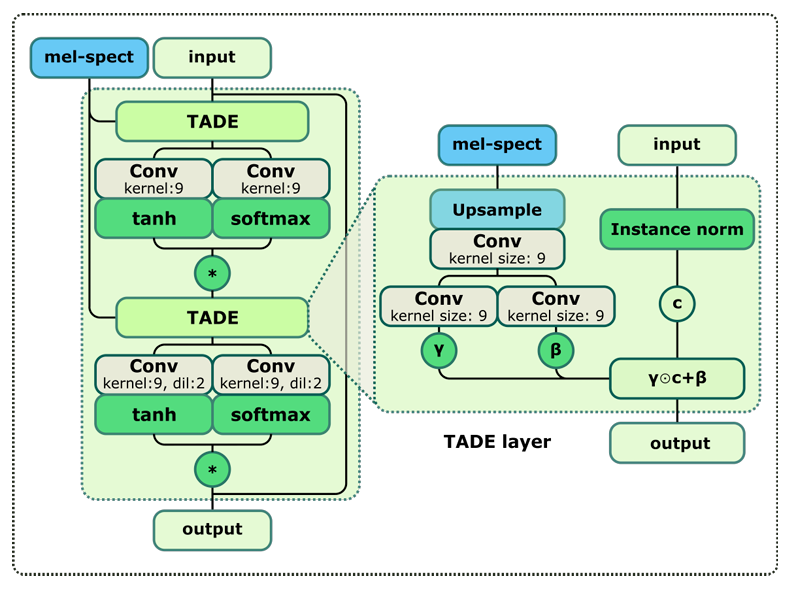 mel-spect
input
TADE
Conv
kernel:9
Conv
kernel:9
tanh
softmax
*
TADE
Conv
kernel:9, dil:2
Conv
kernel:9, dil:2
tanh
softmax
*
output
mel-spect
input
Upsample
Instance norm
Conv
kernel size: 9
Conv
kernel size: 9
Conv
kernel size: 9
c
γ
β
γ⊙c+β
TADE layer
output